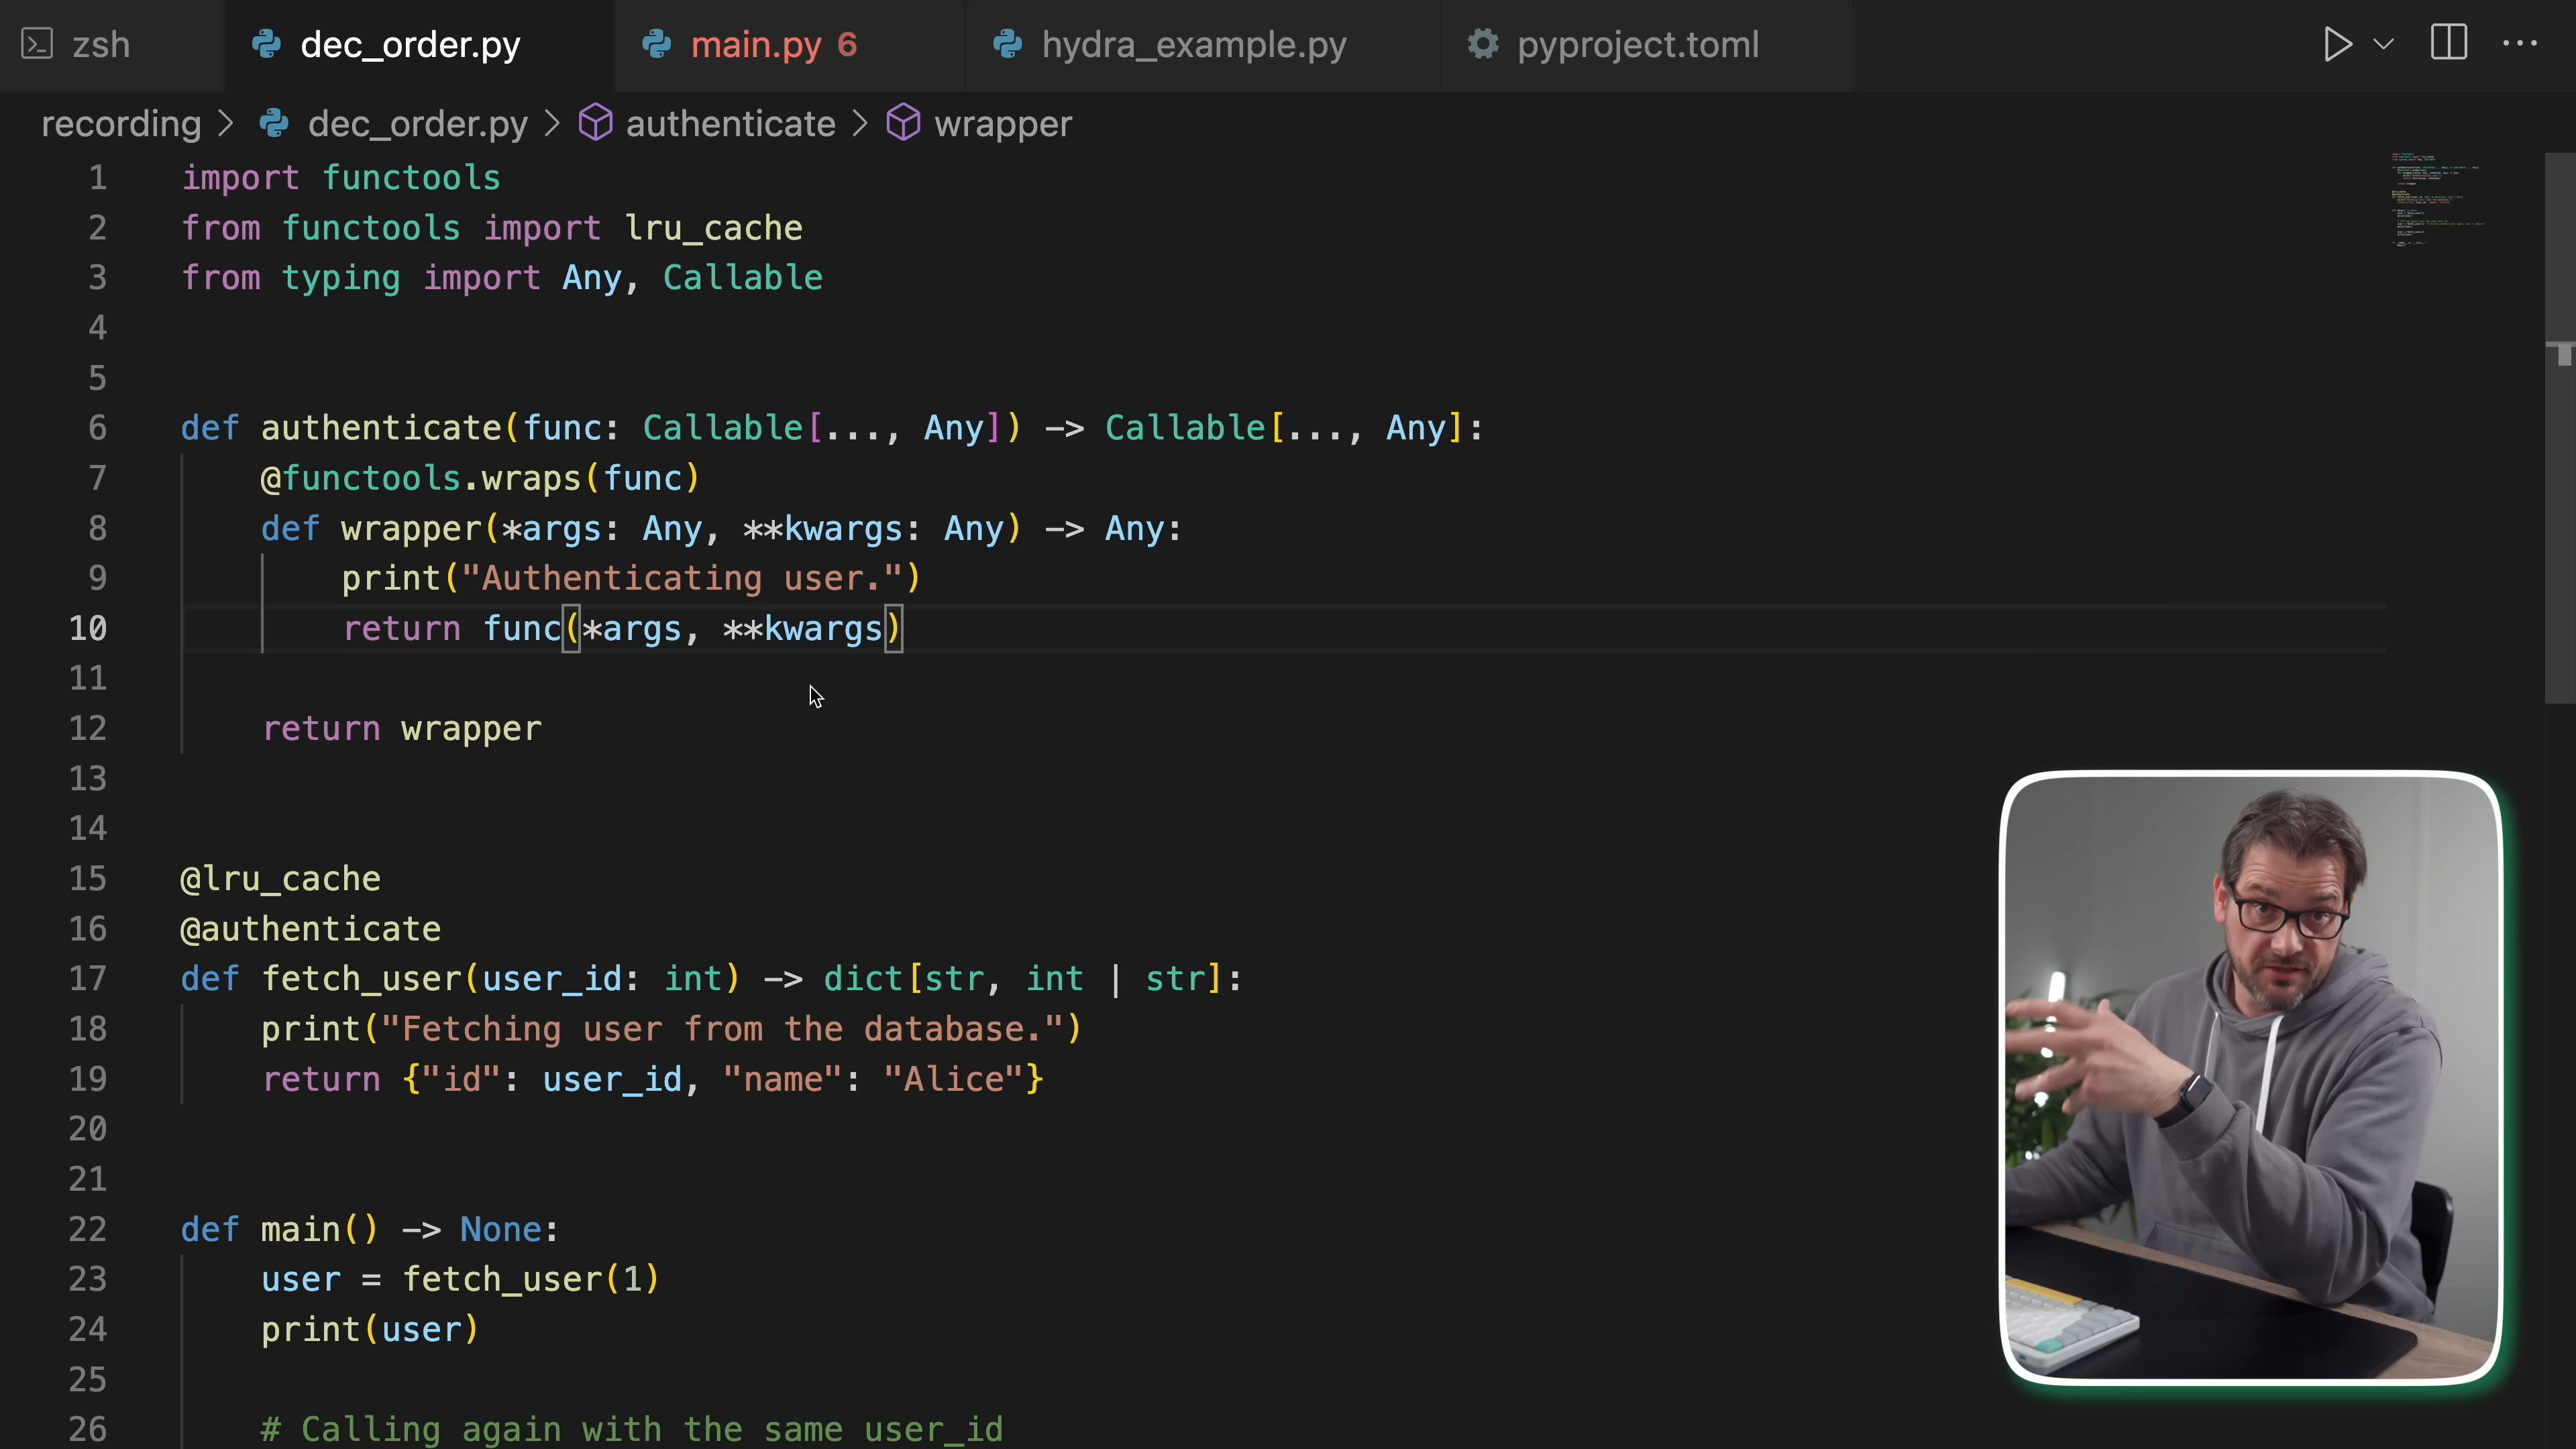 zsh
dec_order.py
main.py 6
hydra_example.py
pyproject.toml
recording > dec_order.py > authenticate > wrapper
1 import functools
2 from functools import lru_cache
3 from typing import Any, Callable
4
5
6 def authenticate(func: Callable[..., Any]) -> Callable[..., Any]:
7     @functools.wraps(func)
8     def wrapper(*args: Any, **kwargs: Any) -> Any:
9         print("Authenticating user.")
10         return func(*args, **kwargs)
11
12     return wrapper
13
14
15 @lru_cache
16 @authenticate
17 def fetch_user(user_id: int) -> dict[str, int | str]:
18     print("Fetching user from the database.")
19     return {"id": user_id, "name": "Alice"}
20
21
22 def main() -> None:
23     user = fetch_user(1)
24     print(user)
25
26     # Calling again with the same user_id